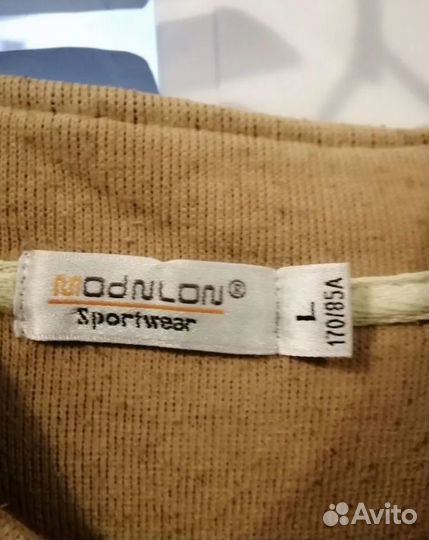 MODNLON®
Sportwear
L
170/85A
Avito